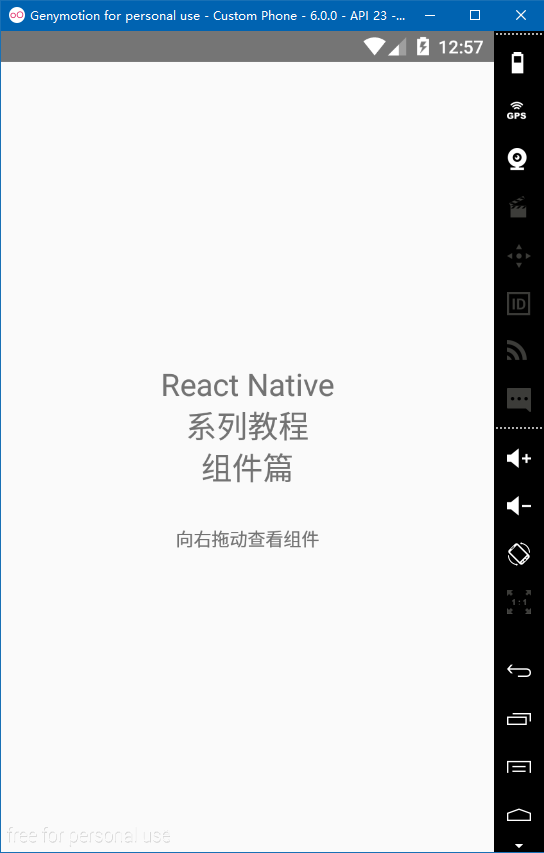 Genymotion for personal use - Custom Phone - 6.0.0 - API 23 -...
12:57
GPS
ID
React Native
系列教程
组件篇
1:1
向右拖动查看组件
free for personal use